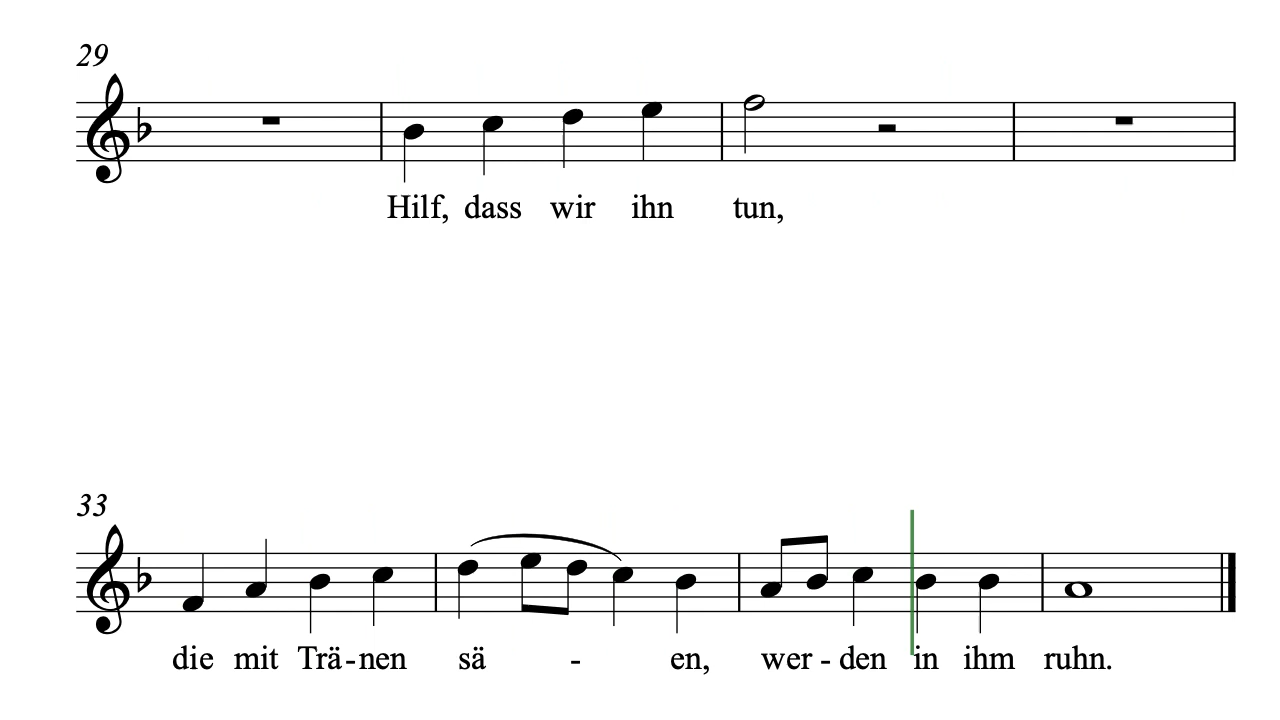 29
Hilf, dass wir ihn tun,
33
die mit Trä-nen sä - en, wer - den in ihm ruhn.